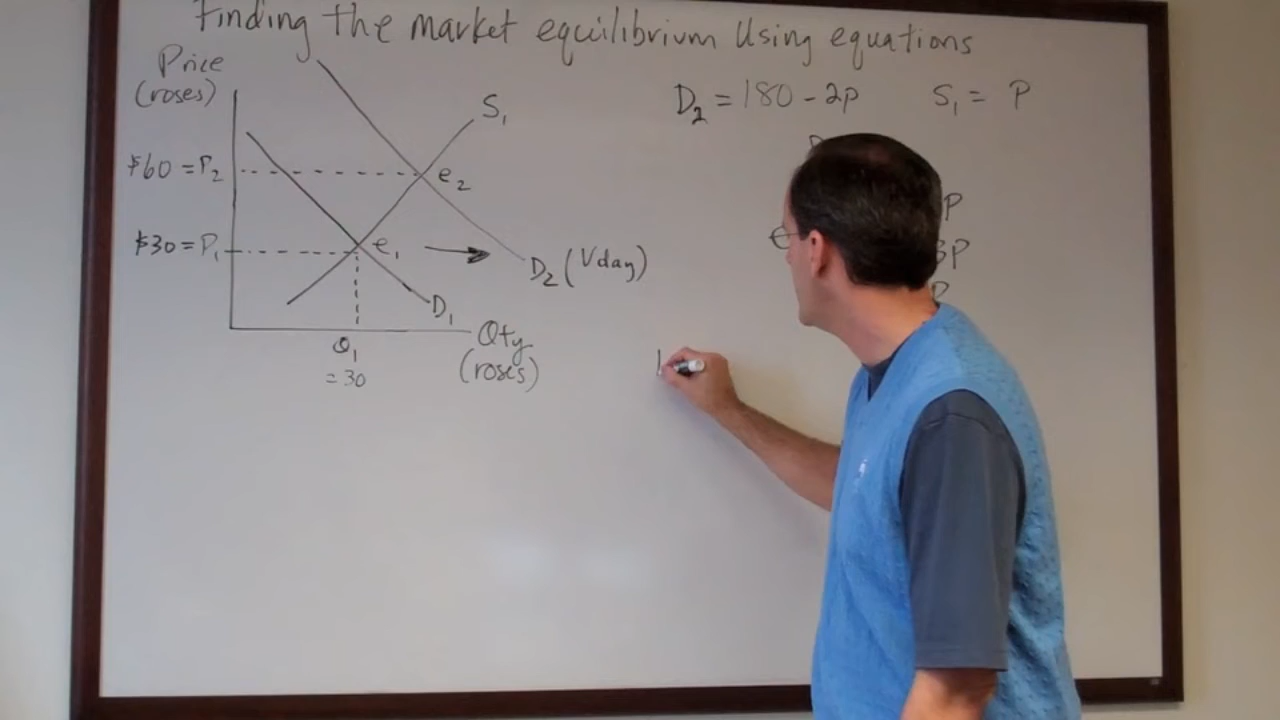 Finding the market equilibrium Using equations
Price
(roses)
$60 = P2
$30 = P1
S1
e2
e1
D2 (Vday)
D1
Q1
= 30
Qty
(roses)
D2 = 180 - 2p
S1 = P
P
3P